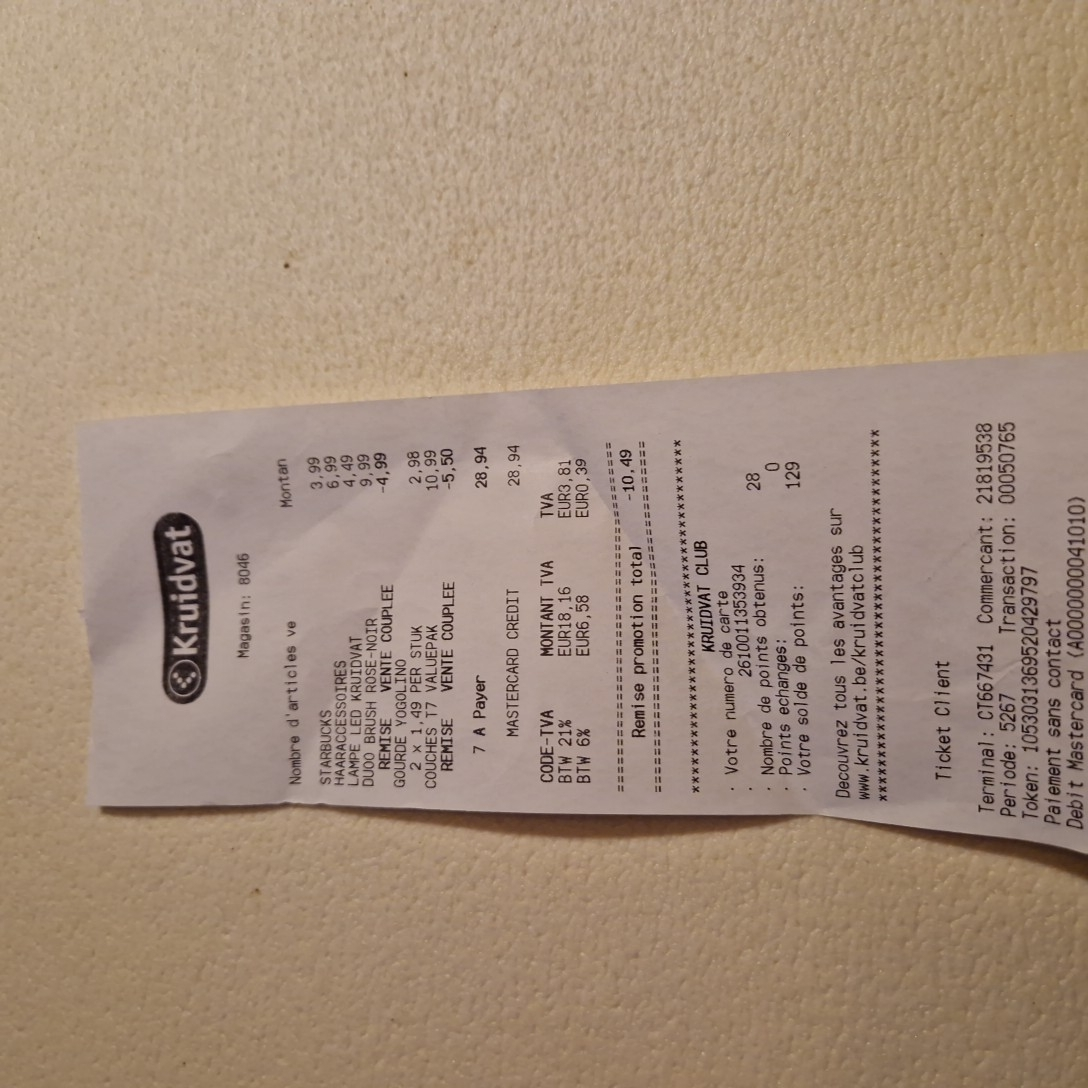 Kruidvat
Magasin: 8046
Nombre d'articles ve Montan
STARBUCKS 3,99
HAARACCESSOIRES 6,99
LAMPE LED KRUIDVAT 4,49
DUOO BRUSH ROSE-NOIR 9,99
REMISE VENTE COUPLEE -4,99
GOURDE YOGOLINO
2 x 1.49 PER STUK 2,98
COUCHES T7 VALUEPAK 10,99
REMISE VENTE COUPLEE -5,50
7 A Payer 28,94
MASTERCARD CREDIT 28,94
CODE-TVA MONTANT TVA TVA
BTW 21% EUR18,16 EUR3,81
BTW 6% EUR6,58 EUR0,39
========================================
Remise promotion total -10,49
========================================
****************************************
KRUIDVAT CLUB
. Votre numero de carte
. 2610011353934
. Nombre de points obtenus: 28
. Points echanges: 0
. Votre solde de points: 129
Decouvrez tous les avantages sur
www.kruidvat.be/kruidvatclub
****************************************
Ticket Client
Terminal: CT667431 Commercant: 21819538
Periode: 5267 Transaction: 00050765
Token: 1053031369520429797
Paiement sans contact
Debit Mastercard (A0000000041010)